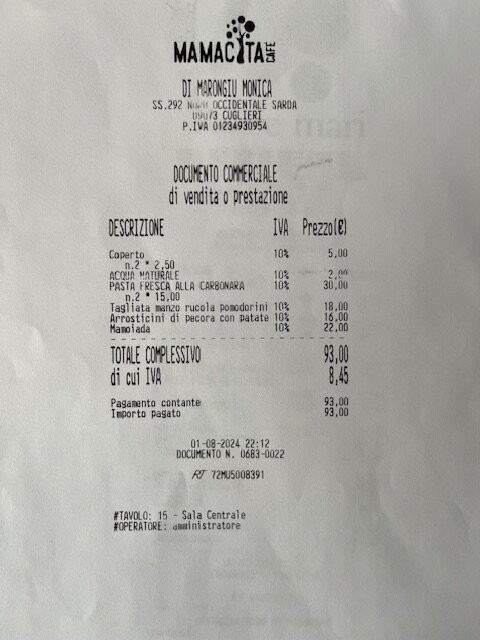 MAMACITA CAFE
DI MARONGIU MONICA
SS.292 OCCIDENTALE SARDA
09073 CUGLIERI
P.IVA 01234930954
DOCUMENTO COMMERCIALE
di vendita o prestazione
DESCRIZIONE IVA Prezzo(€)
Coperto 10% 5,00
n.2 * 2,50
ACQUA NATURALE 10% 2,00
PASTA FRESCA ALLA CARBONARA 10% 30,00
n.2 * 15,00
Tagliata manzo rucola pomodorini 10% 18,00
Arrosticini di pecora con patate 10% 16,00
Mamoiada 10% 22,00
TOTALE COMPLESSIVO 93,00
di cui IVA 8,45
Pagamento contante 93,00
Importo pagato 93,00
01-08-2024 22:12
DOCUMENTO N. 0683-0022
RT 72MU5008391
#TAVOLO: 15 - Sala Centrale
#OPERATORE: amministratore